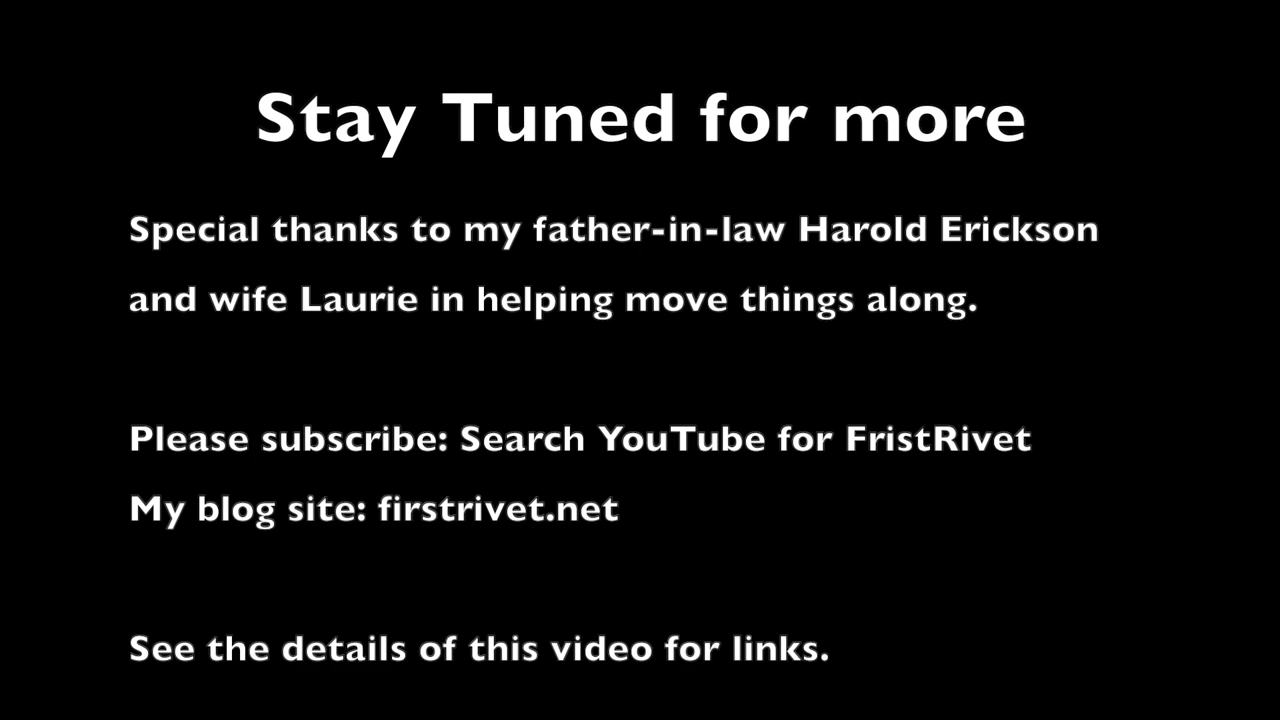 Stay Tuned for more
Special thanks to my father-in-law Harold Erickson
and wife Laurie in helping move things along.
Please subscribe: Search YouTube for FristRivet
My blog site: firstrivet.net
See the details of this video for links.